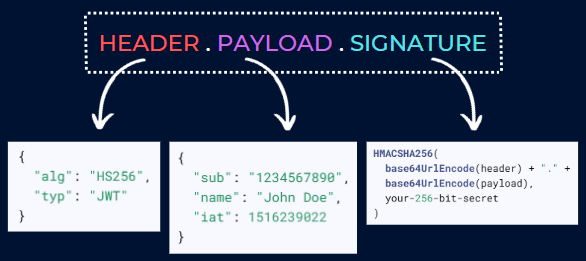 HEADER . PAYLOAD . SIGNATURE
{
"alg": "HS256",
"typ": "JWT"
}
{
"sub": "1234567890",
"name": "John Doe",
"iat": 1516239022
}
HMACSHA256(
base64UrlEncode(header) + "." +
base64UrlEncode(payload),
your-256-bit-secret
)